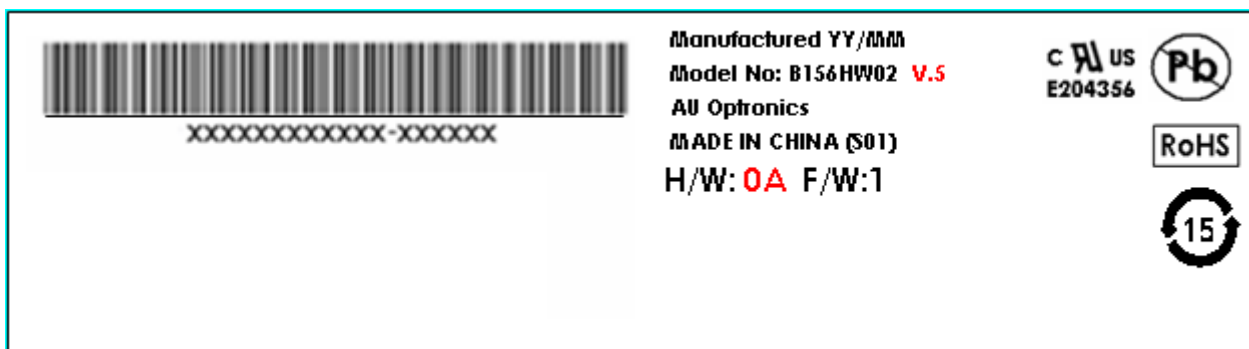 Manufactured YY/MM
Model No: B156HW02 V.5
AU Optronics
MADE IN CHINA (S01)
H/W: 0A F/W:1
XXXXXXXXXXXXX-XXXXXX
C UL US
E204356
Pb
RoHS
15